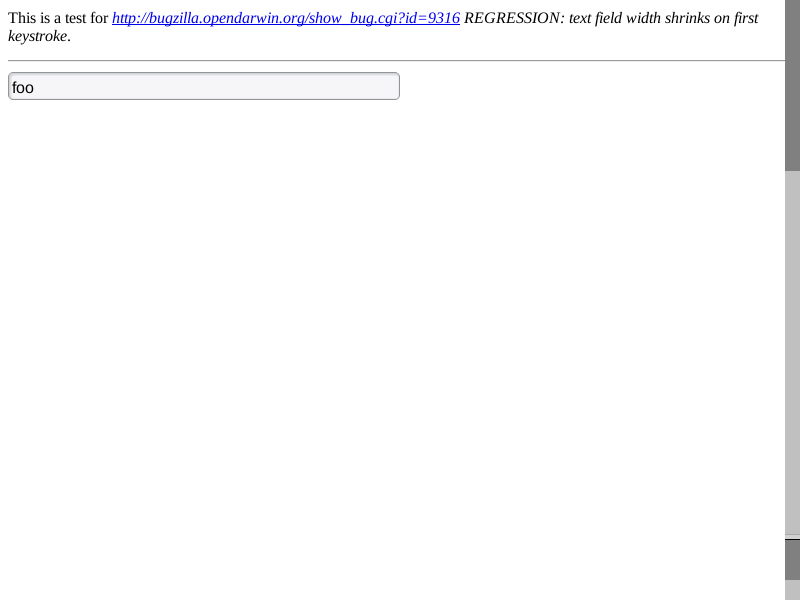 This is a test for http://bugzilla.opendarwin.org/show_bug.cgi?id=9316 REGRESSION: text field width shrinks on first
keystroke.
foo